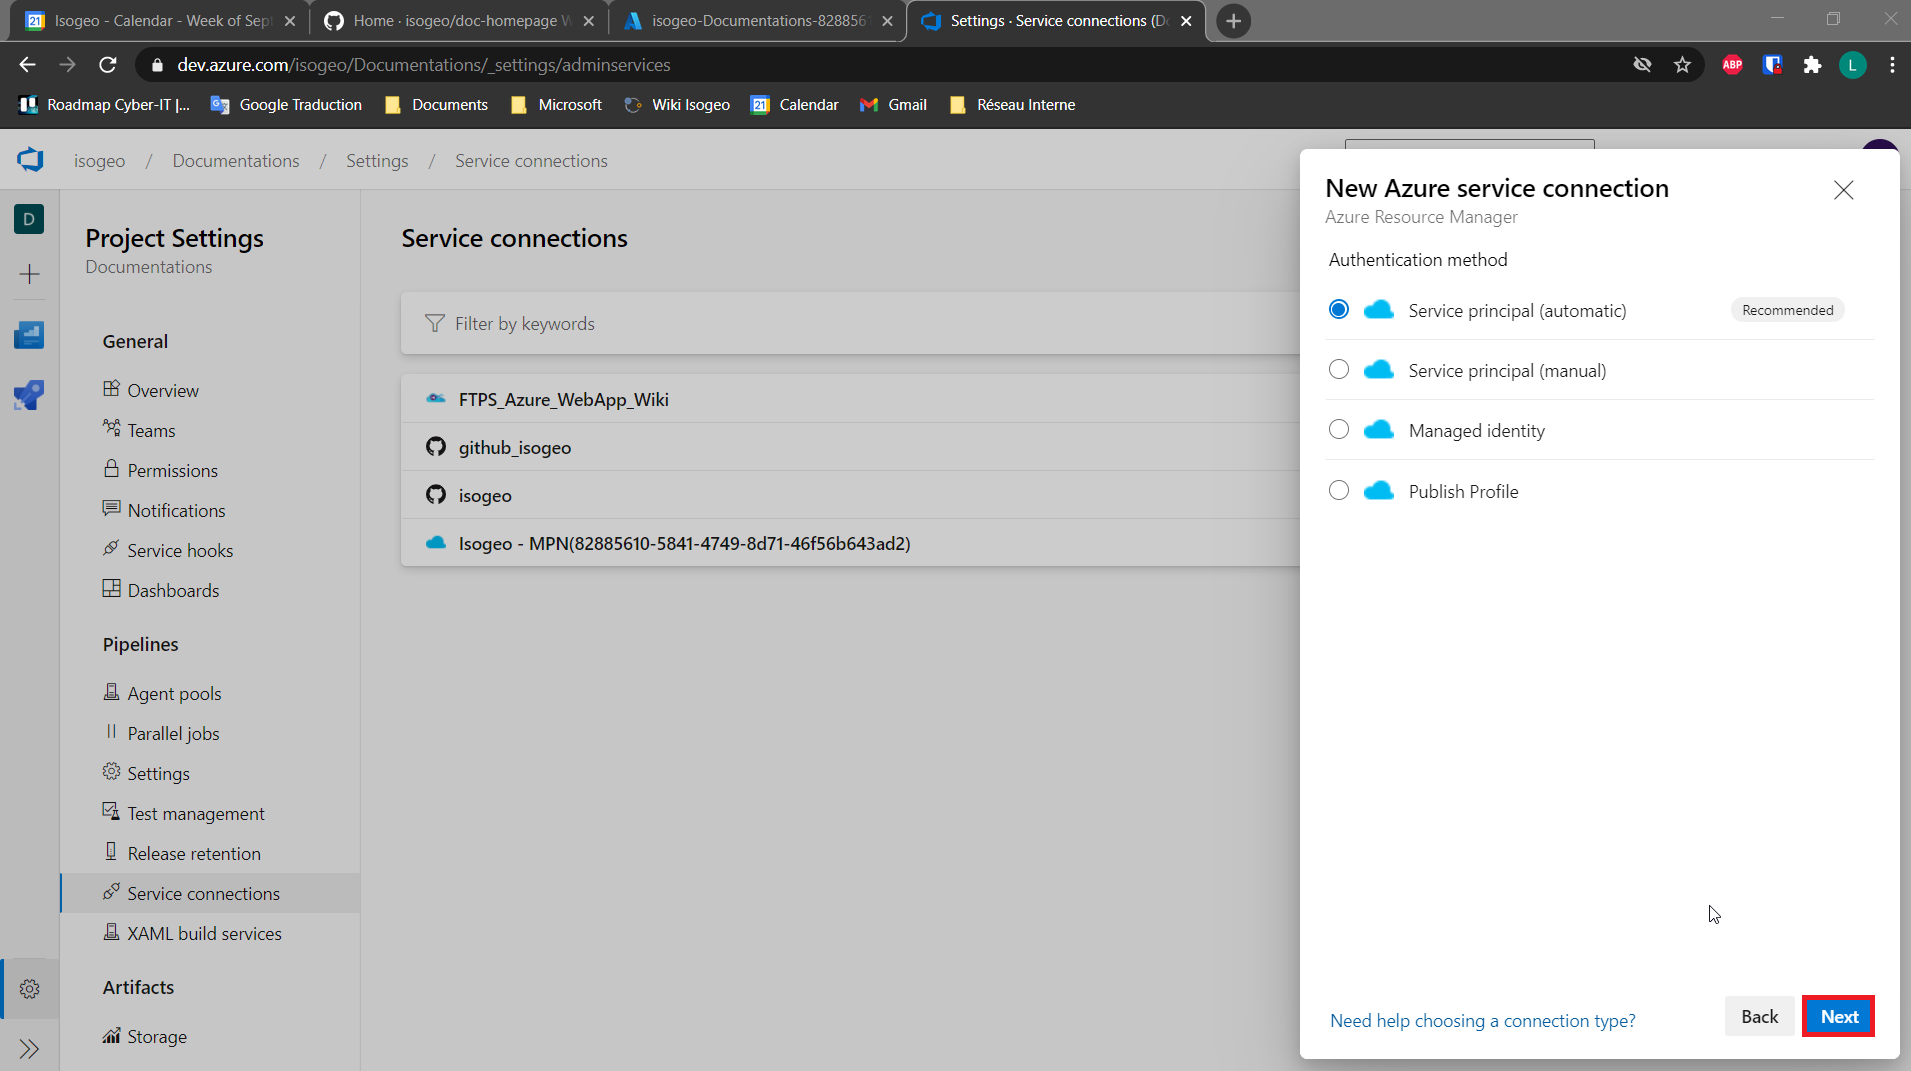 Isogeo - Calendar - Week of Sept
Home · isogeo/doc-homepage W
isogeo-Documentations-8288561
Settings · Service connections (Do
dev.azure.com/isogeo/Documentations/_settings/adminservices
ABP
L
Roadmap Cyber-IT |...
Google Traduction
Documents
Microsoft
Wiki Isogeo
21
Calendar
Gmail
Réseau Interne
isogeo / Documentations / Settings / Service connections
D
Project Settings
Documentations
General
Overview
Teams
Permissions
Notifications
Service hooks
Dashboards
Pipelines
Agent pools
Parallel jobs
Settings
Test management
Release retention
Service connections
XAML build services
Artifacts
Storage
Service connections
Filter by keywords
FTPS_Azure_WebApp_Wiki
github_isogeo
isogeo
Isogeo - MPN(82885610-5841-4749-8d71-46f56b643ad2)
New Azure service connection
Azure Resource Manager
Authentication method
Service principal (automatic)
Recommended
Service principal (manual)
Managed identity
Publish Profile
Need help choosing a connection type?
Back
Next